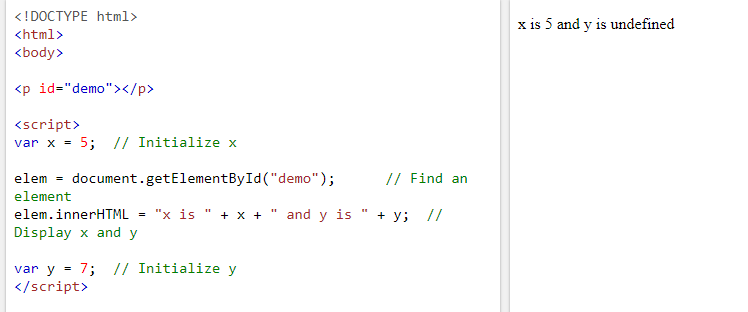 <!DOCTYPE html>
<html>
<body>
<p id="demo"></p>
<script>
var x = 5;  // Initialize x
elem = document.getElementById("demo");      // Find an
element
elem.innerHTML = "x is " + x + " and y is " + y;  //
Display x and y
var y = 7;  // Initialize y
</script>
x is 5 and y is undefined